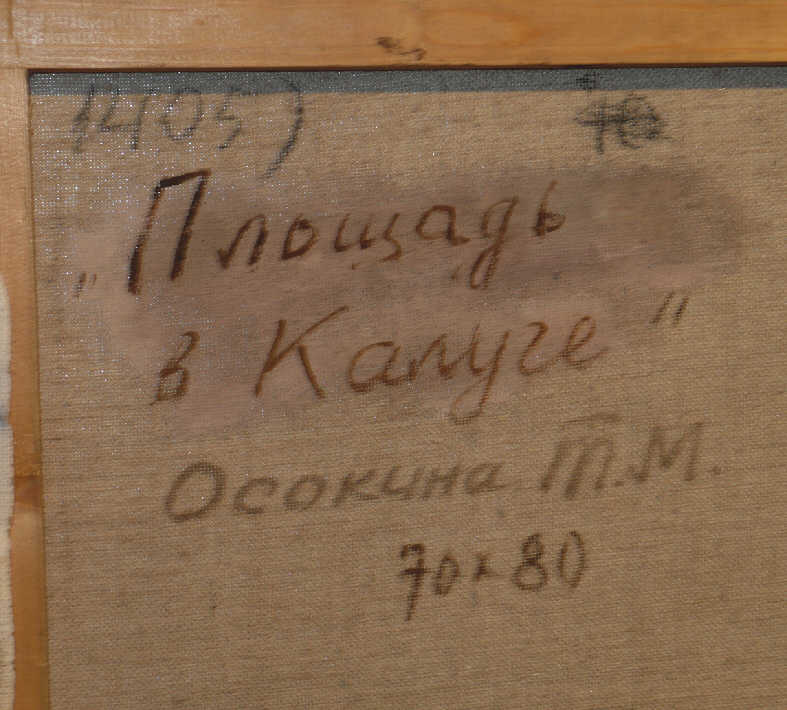 1405)
„Площадь
в Калуге"
Осокина Т.М.
70×80